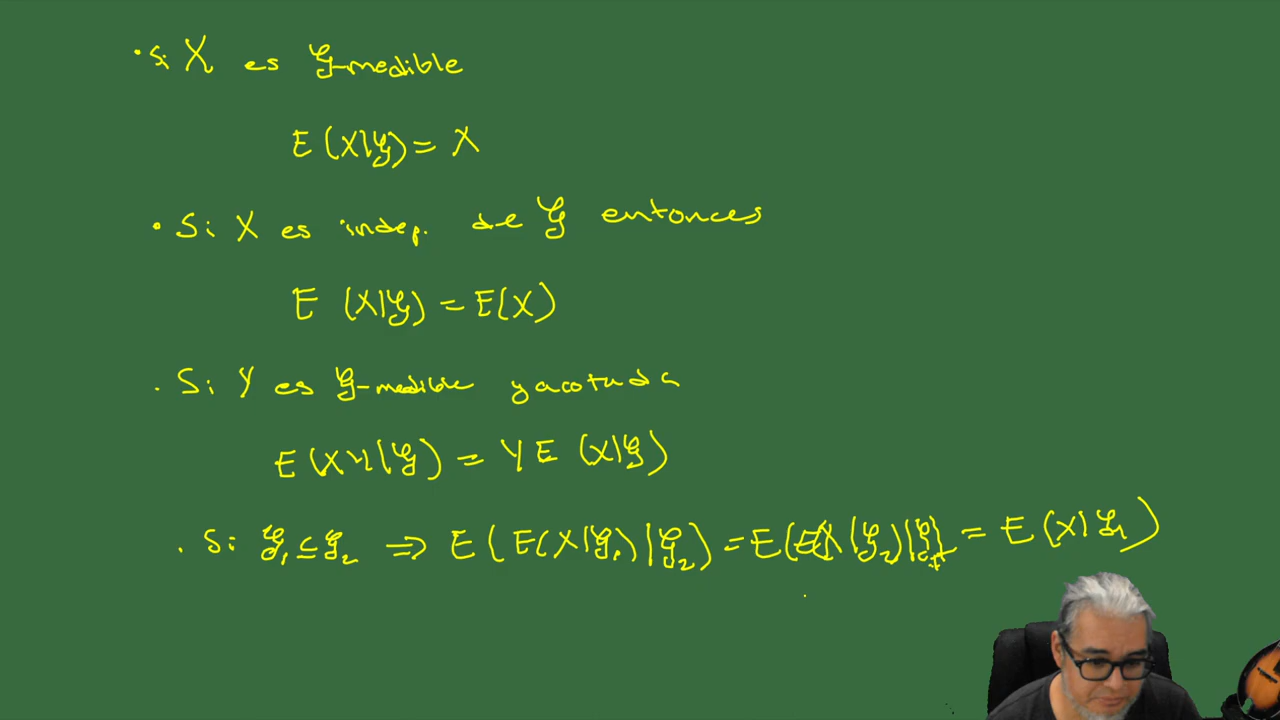 · Si X es 𝒢-medible
E(X|𝒢) = X
· Si X es indep. de 𝒢 entonces
E(X|𝒢) = E(X)
· Si Y es 𝒢-medible y acotada
E(XY|𝒢) = Y E(X|𝒢)
· Si 𝒢₁ ⊆ 𝒢₂ ⇒ E(E(X|𝒢₁)|𝒢₂) = E(E(X|𝒢₂)|𝒢₁) = E(X|𝒢₁)